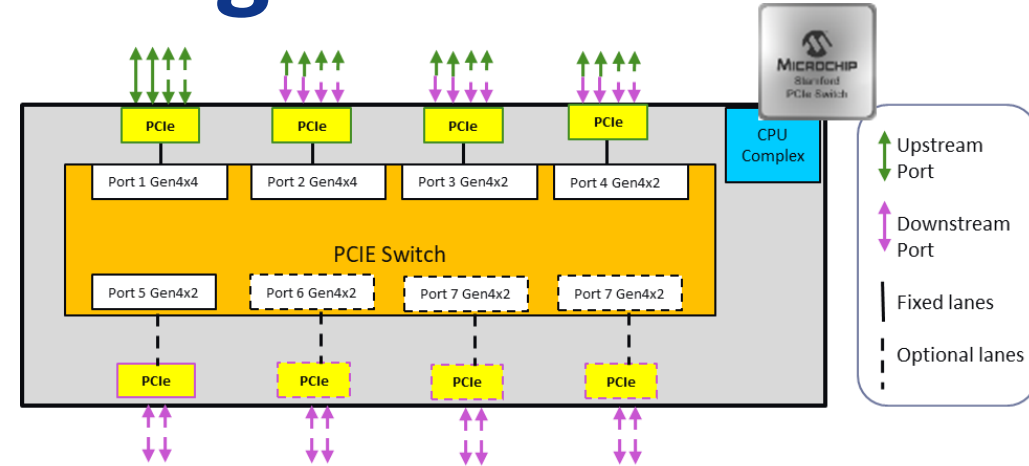 g
MICROCHIP
Stamford
PCIe Switch
PCIe
PCIe
PCIe
PCIe
CPU
Complex
Port 1 Gen4x4
Port 2 Gen4x4
Port 3 Gen4x2
Port 4 Gen4x2
PCIE Switch
Port 5 Gen4x2
Port 6 Gen4x2
Port 7 Gen4x2
Port 7 Gen4x2
PCIe
PCIe
PCIe
PCIe
Upstream
Port
Downstream
Port
Fixed lanes
Optional lanes